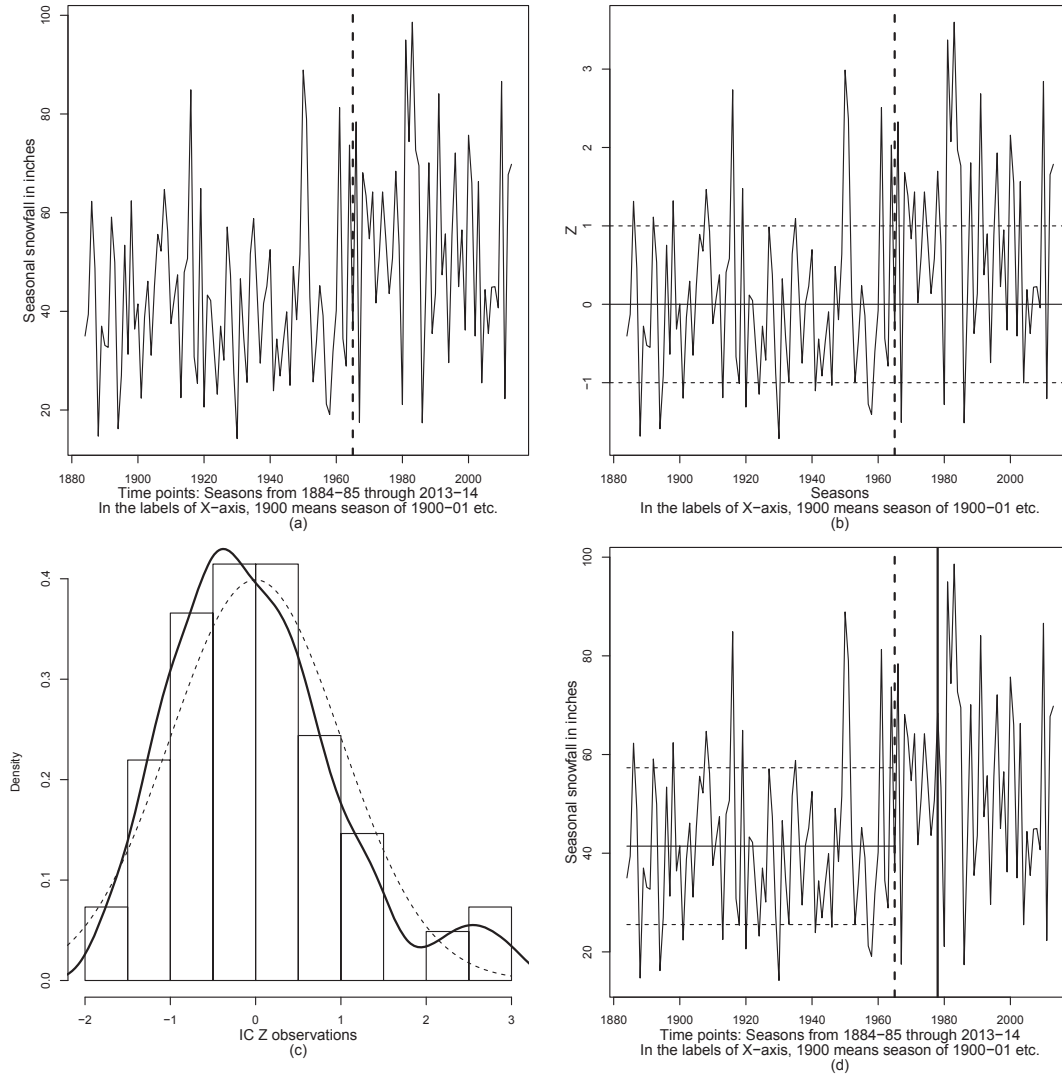 100
80
60
40
20
Seasonal snowfall in inches
1880 1900 1920 1940 1960 1980 2000
Time points: Seasons from 1884−85 through 2013−14
In the labels of X−axis, 1900 means season of 1900−01 etc.
(a)
3
2
1
0
−1
Z
1880 1900 1920 1940 1960 1980 2000
Seasons
In the labels of X−axis, 1900 means season of 1900−01 etc.
(b)
0.4
0.3
0.2
0.1
0.0
Density
−2 −1 0 1 2 3
IC Z observations
(c)
100
80
60
40
20
Seasonal snowfall in inches
1880 1900 1920 1940 1960 1980 2000
Time points: Seasons from 1884−85 through 2013−14
In the labels of X−axis, 1900 means season of 1900−01 etc.
(d)